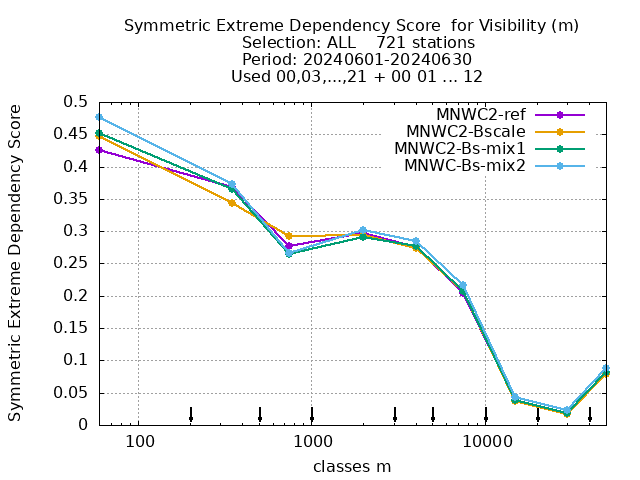 Symmetric Extreme Dependency Score  for Visibility (m)
Selection: ALL    721 stations
Period: 20240601-20240630
Used 00,03,...,21 + 00 01 ... 12
MNWC2-ref
MNWC2-Bscale
MNWC2-Bs-mix1
MNWC-Bs-mix2
Symmetric Extreme Dependency Score
0.5
0.45
0.4
0.35
0.3
0.25
0.2
0.15
0.1
0.05
0
100
1000
10000
classes m